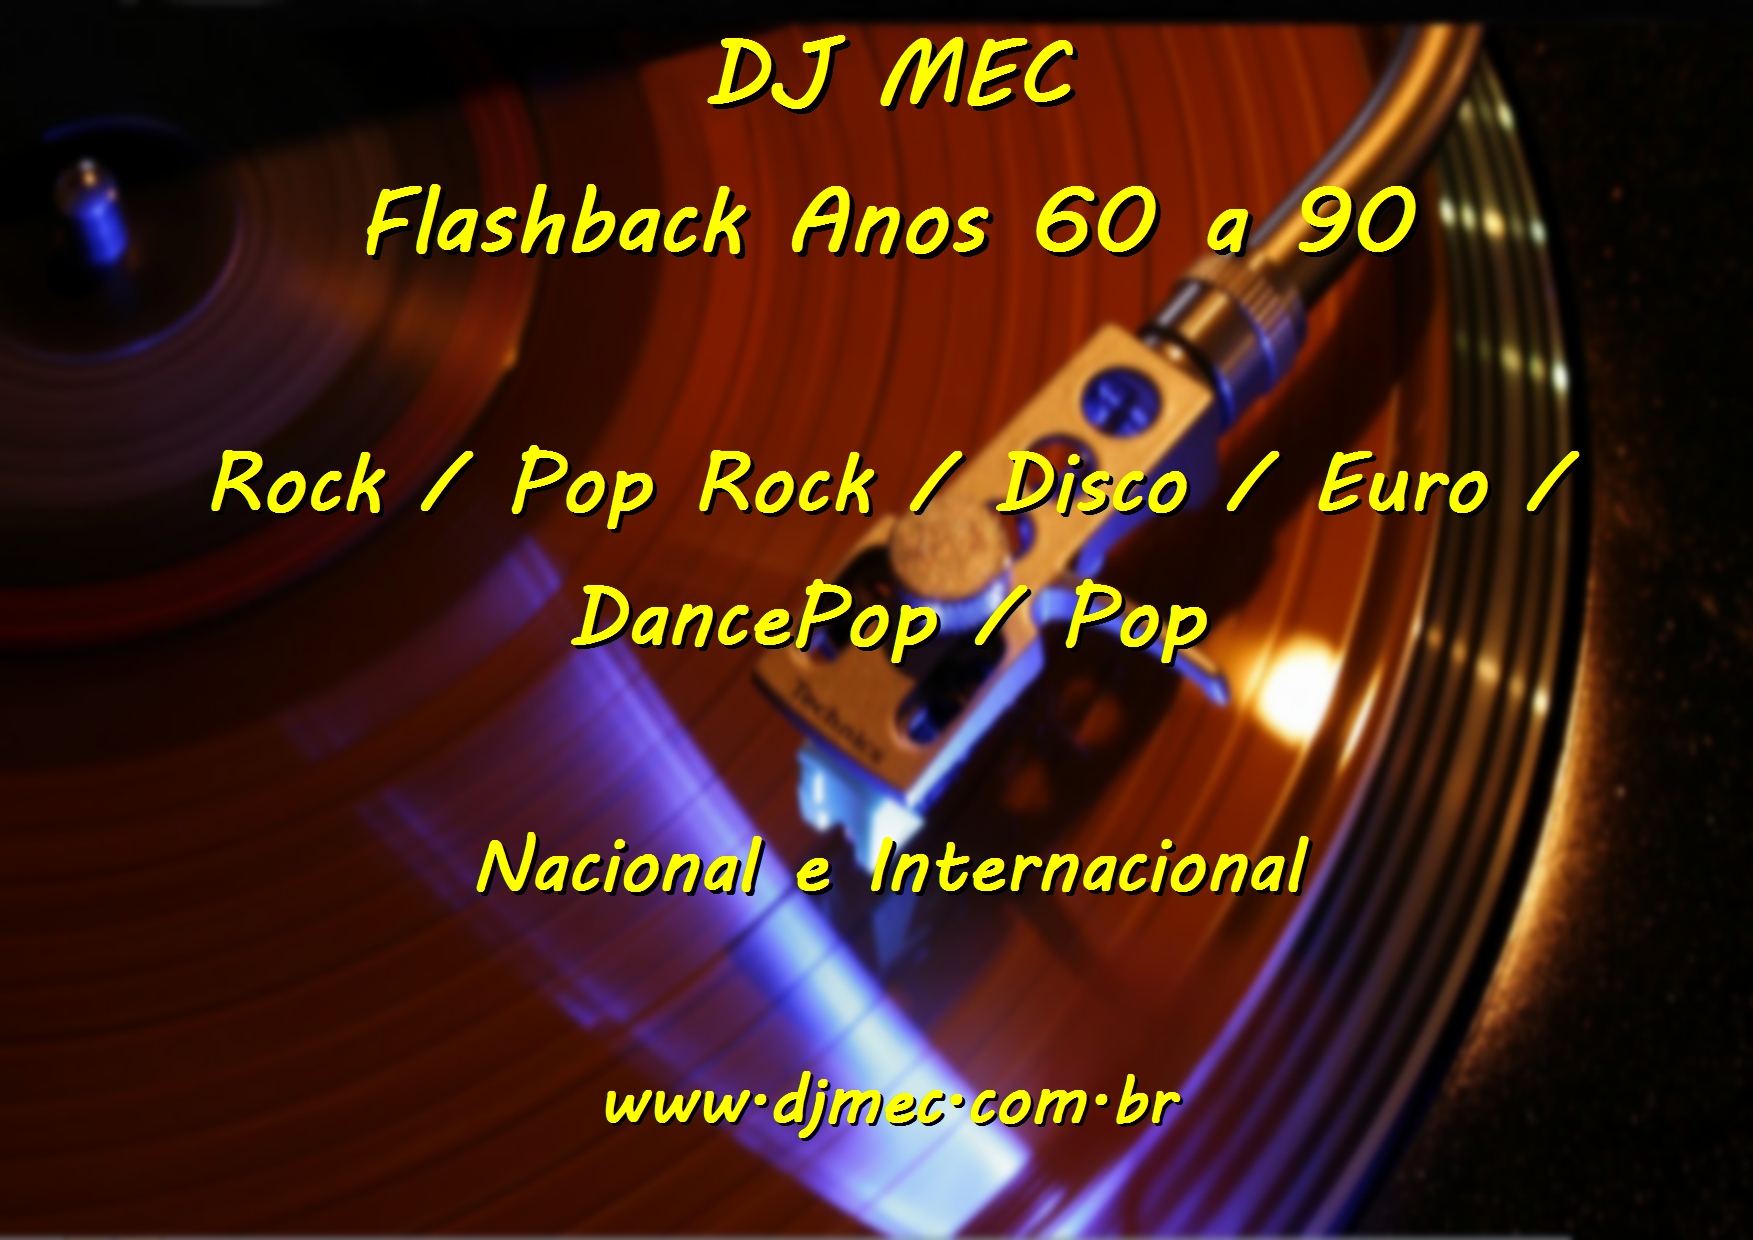 DJ MEC
Flashback Anos 60 a 90
Rock / Pop Rock / Disco / Euro /
DancePop / Pop
Technics
Nacional e Internacional
www.djmec.com.br